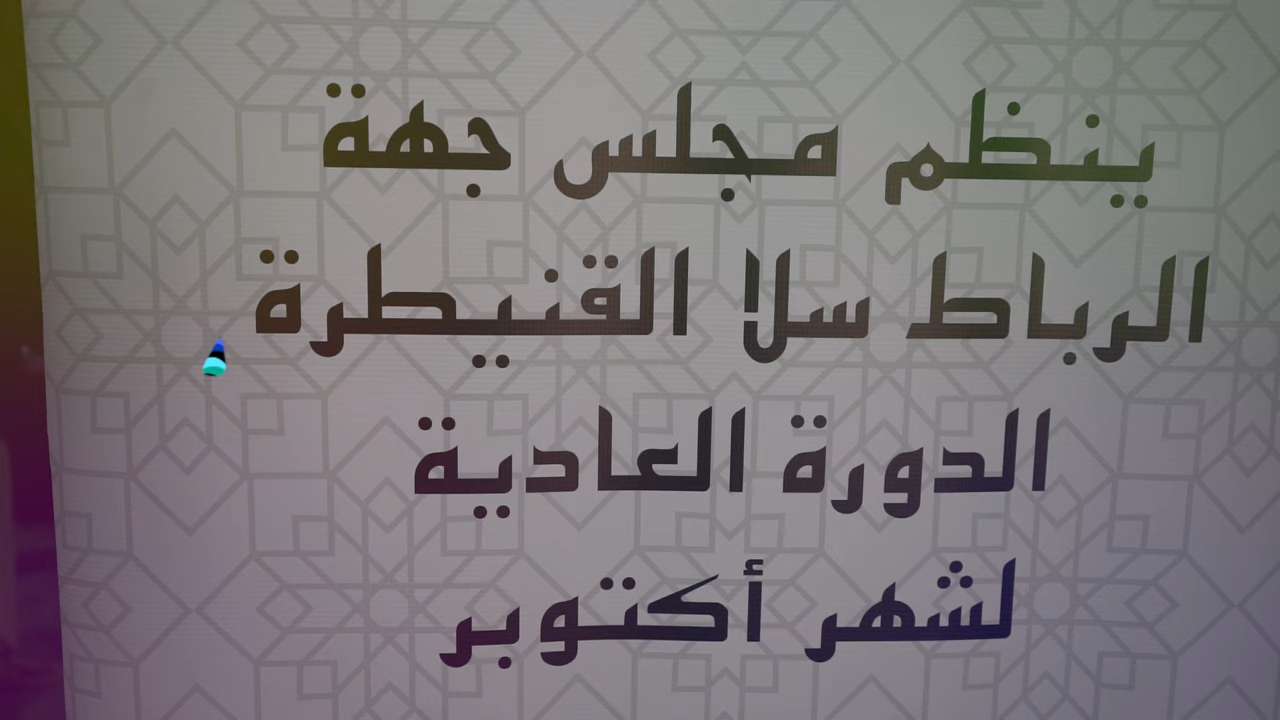 ينظم مجلس جهة
الرباط سلا القنيطرة
الدورة العادية
لشهر أكتوبر